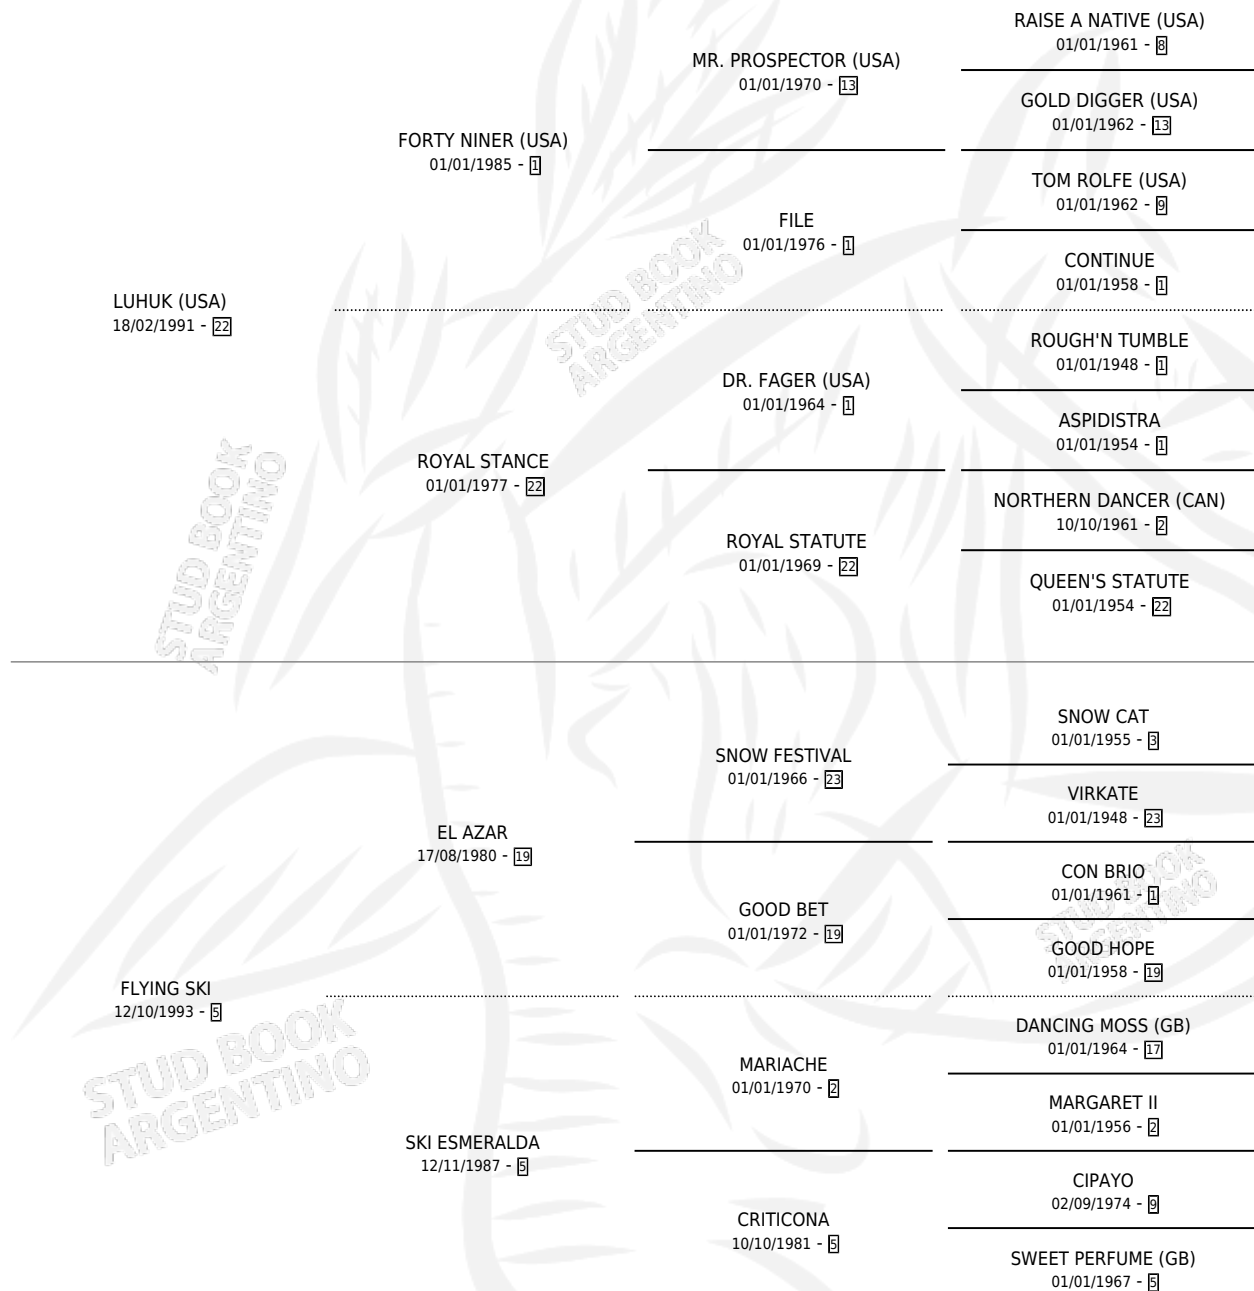 RAISE A NATIVE (USA)
01/01/1961 - 8
MR. PROSPECTOR (USA)
01/01/1970 - 13
GOLD DIGGER (USA)
01/01/1962 - 13
FORTY NINER (USA)
01/01/1985 - 1
TOM ROLFE (USA)
01/01/1962 - 9
FILE
01/01/1976 - 1
CONTINUE
01/01/1958 - 1
LUHUK (USA)
18/02/1991 - 22
ROUGH'N TUMBLE
01/01/1948 - 1
DR. FAGER (USA)
01/01/1964 - 1
ASPIDISTRA
01/01/1954 - 1
ROYAL STANCE
01/01/1977 - 22
NORTHERN DANCER (CAN)
10/10/1961 - 2
ROYAL STATUTE
01/01/1969 - 22
QUEEN'S STATUTE
01/01/1954 - 22
SNOW CAT
01/01/1955 - 3
SNOW FESTIVAL
01/01/1966 - 23
VIRKATE
01/01/1948 - 23
EL AZAR
17/08/1980 - 19
CON BRIO
01/01/1961 - 1
GOOD BET
01/01/1972 - 19
GOOD HOPE
01/01/1958 - 19
FLYING SKI
12/10/1993 - 5
DANCING MOSS (GB)
01/01/1964 - 17
MARIACHE
01/01/1970 - 2
MARGARET II
01/01/1956 - 2
SKI ESMERALDA
12/11/1987 - 5
CIPAYO
02/09/1974 - 9
CRITICONA
10/10/1981 - 5
SWEET PERFUME (GB)
01/01/1967 - 5
STUD BOOK
ARGENTINO
STUD BOOK
ARGENTINO
STUD BOOK
ARGENTINO
STUD BOOK
ARGENTINO